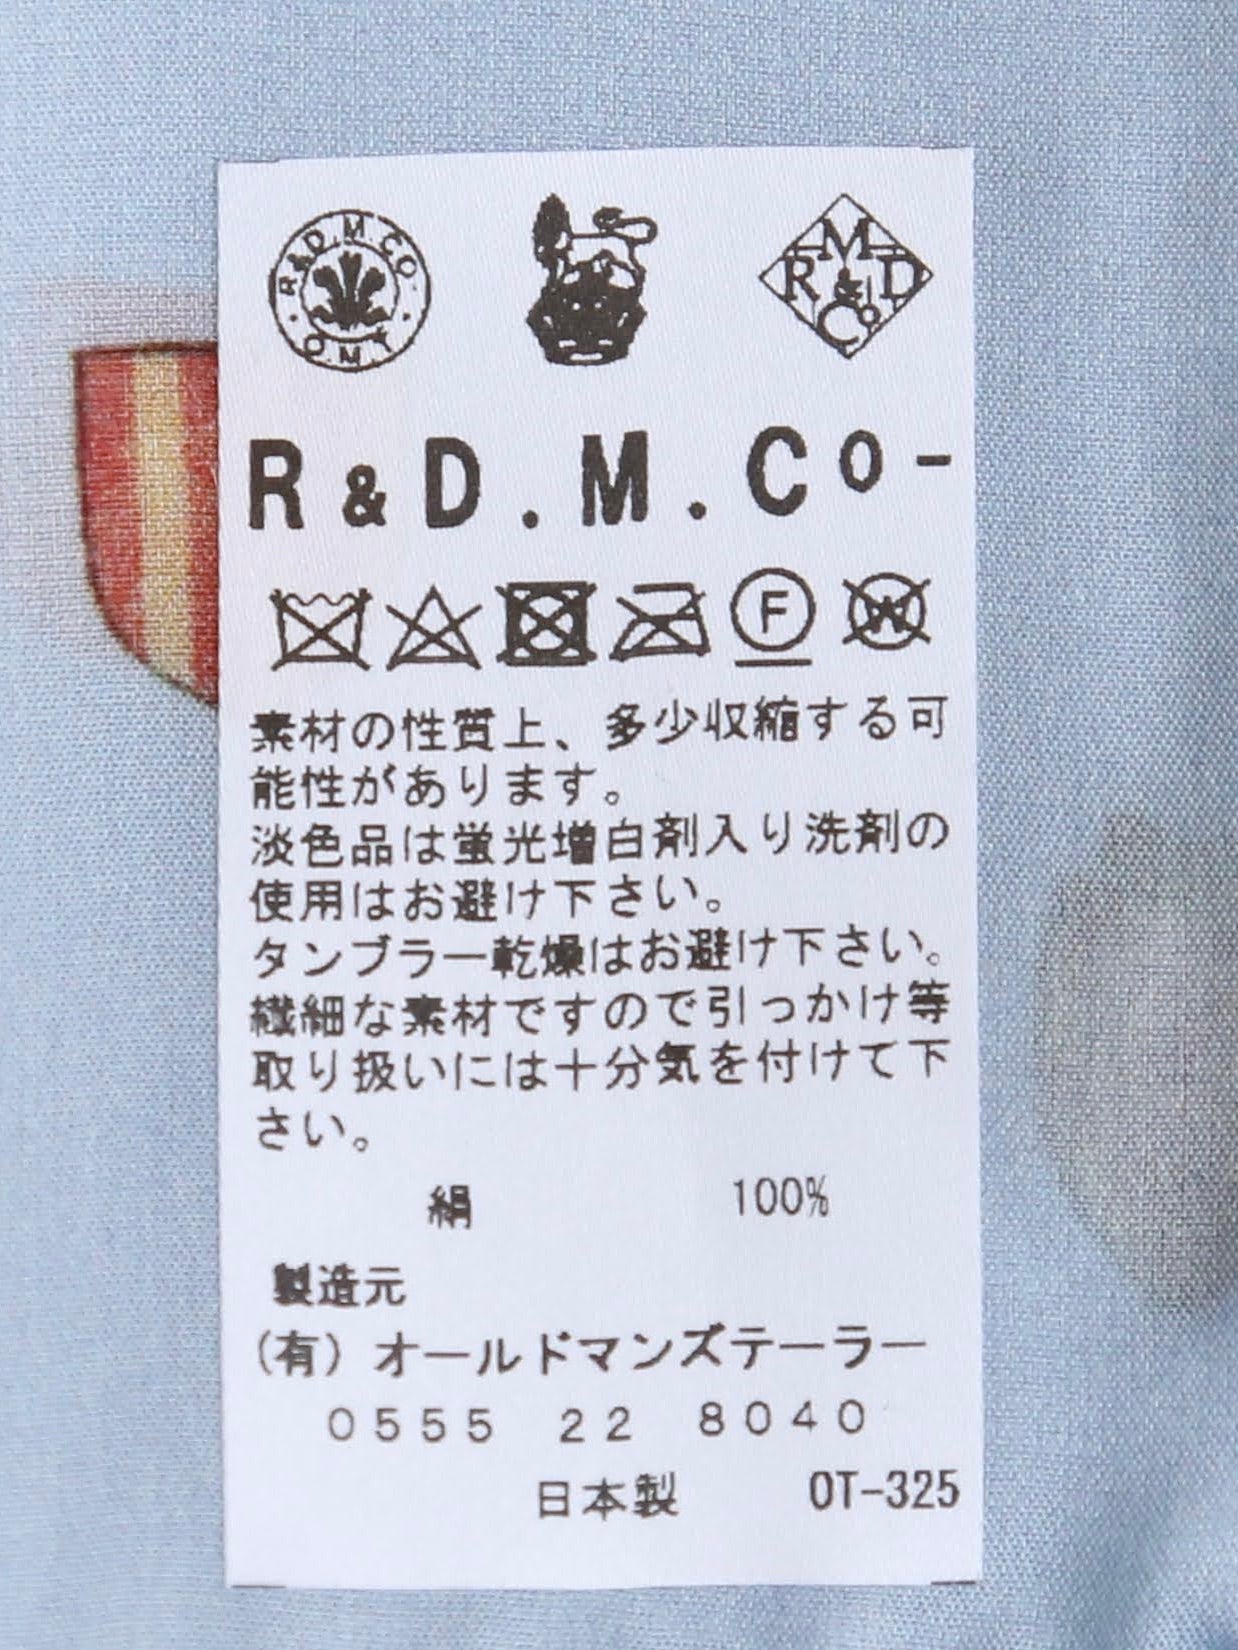 R&D.M.CO.
O.M.T
M
R&D
Co
R&D.M.Co-
F
W
素材の性質上、多少収縮する可
能性があります。
淡色品は蛍光増白剤入り洗剤の
使用はお避け下さい。
タンブラー乾燥はお避け下さい。
繊細な素材ですので引っかけ等
取り扱いには十分気を付けて下
さい。
絹 100%
製造元
(有) オールドマンズテーラー
0555 22 8040
日本製 OT-325